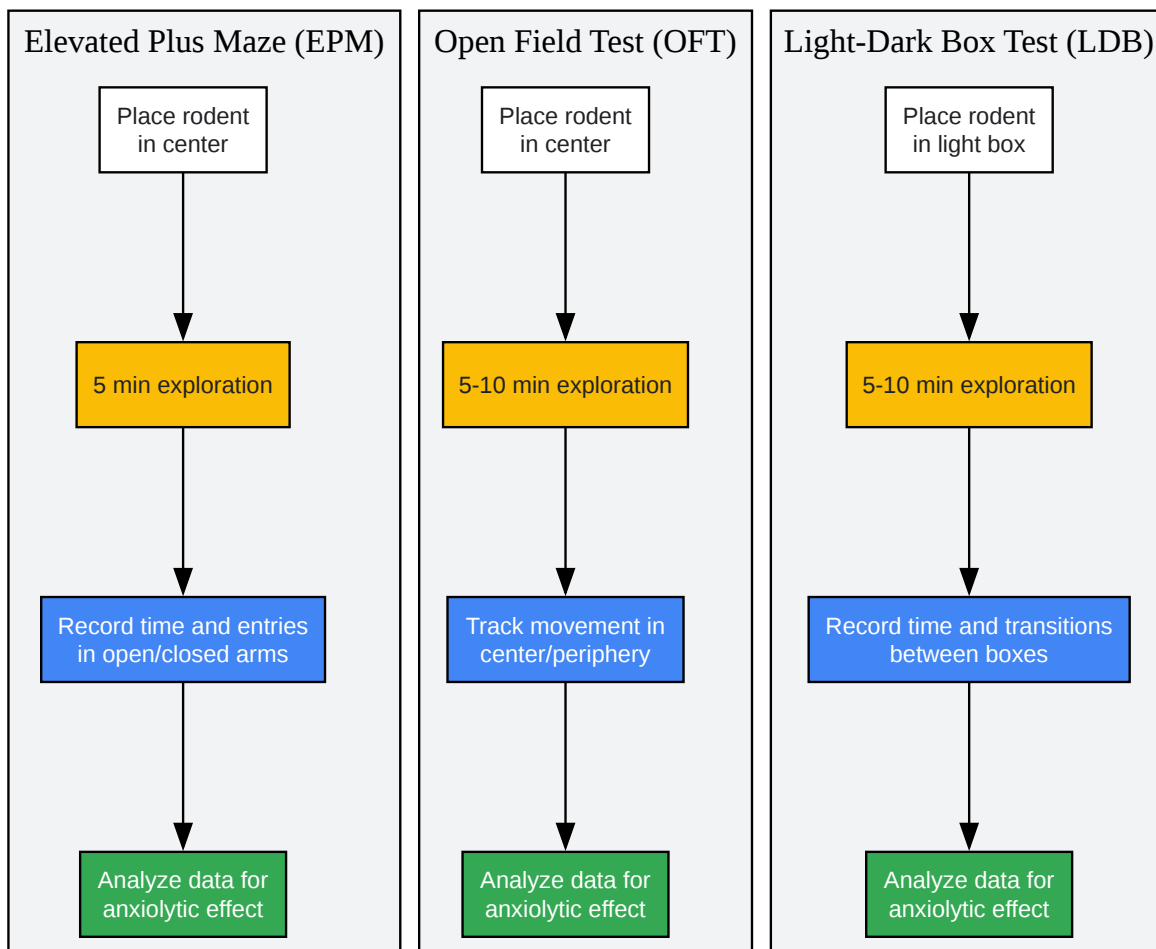 Elevated Plus Maze (EPM)
Place rodent
in center
5 min exploration
Record time and entries
in open/closed arms
Analyze data for
anxiolytic effect
Open Field Test (OFT)
Place rodent
in center
5-10 min exploration
Track movement in
center/periphery
Analyze data for
anxiolytic effect
Light-Dark Box Test (LDB)
Place rodent
in light box
5-10 min exploration
Record time and transitions
between boxes
Analyze data for
anxiolytic effect